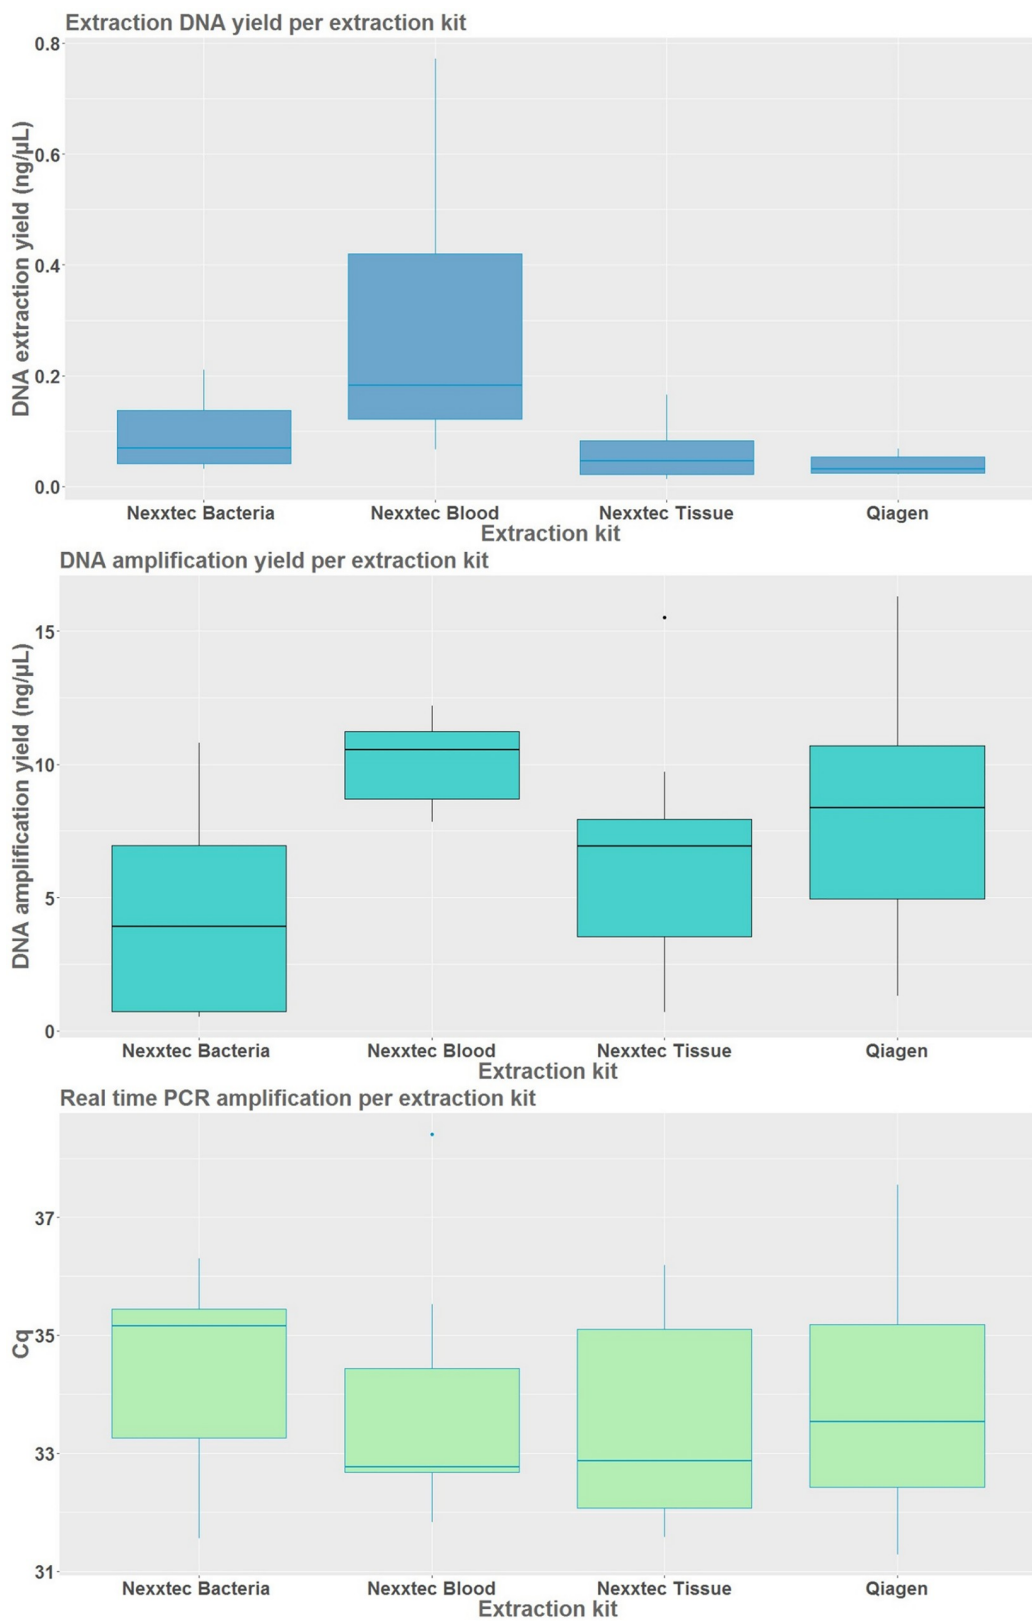 Extraction DNA yield per extraction kit
DNA extraction yield (ng/µL)
0.8
0.6
0.4
0.2
0.0
Nexxtec Bacteria Nexxtec Blood Nexxtec Tissue Qiagen
Extraction kit
DNA amplification yield per extraction kit
DNA amplification yield (ng/µL)
15
10
5
0
Nexxtec Bacteria Nexxtec Blood Nexxtec Tissue Qiagen
Extraction kit
Real time PCR amplification per extraction kit
Cq
37
35
33
31
Nexxtec Bacteria Nexxtec Blood Nexxtec Tissue Qiagen
Extraction kit